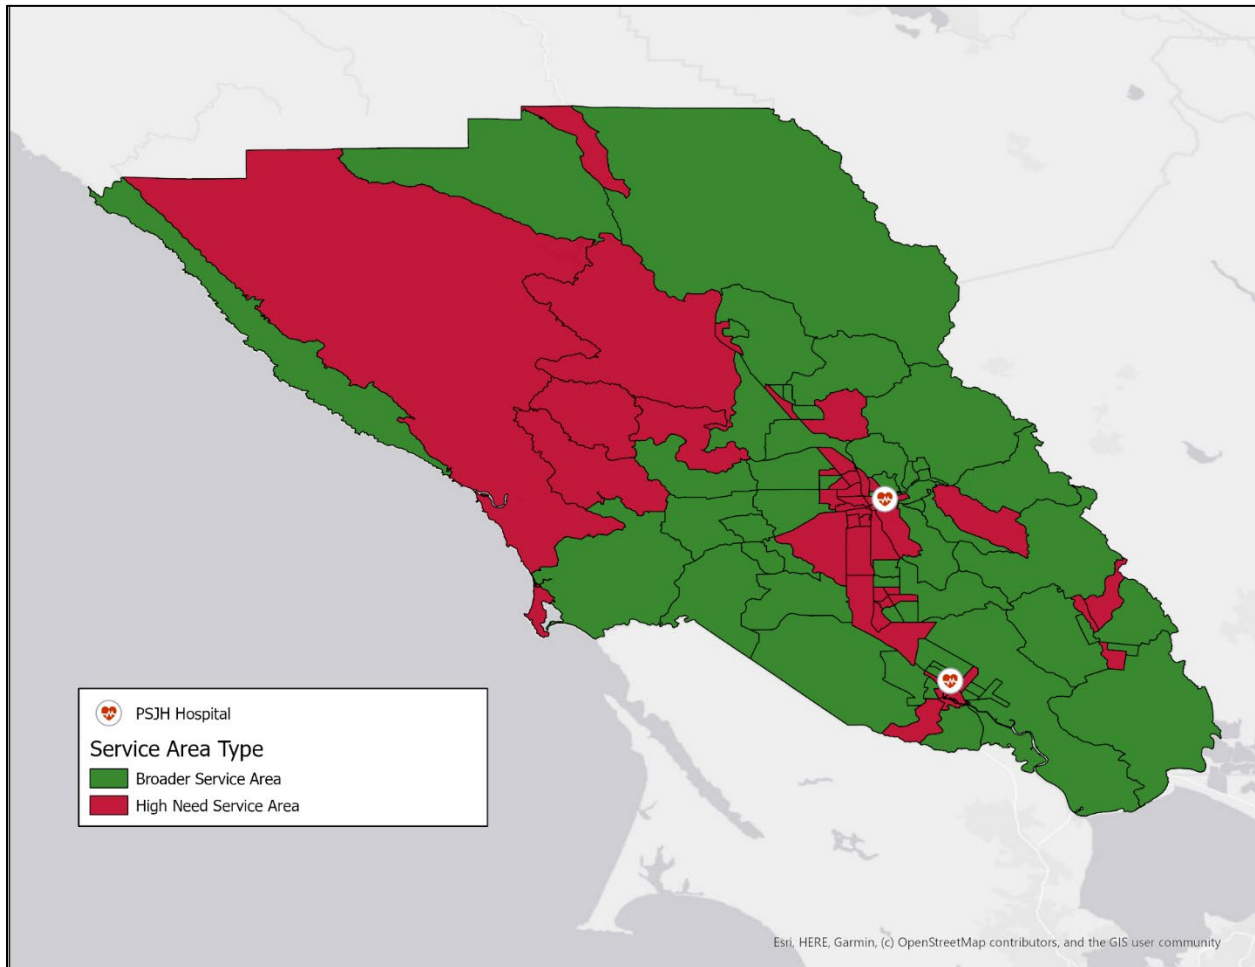 PSJH Hospital
Service Area Type
Broader Service Area
High Need Service Area
Esri, HERE, Garmin, (c) OpenStreetMap contributors, and the GIS user community